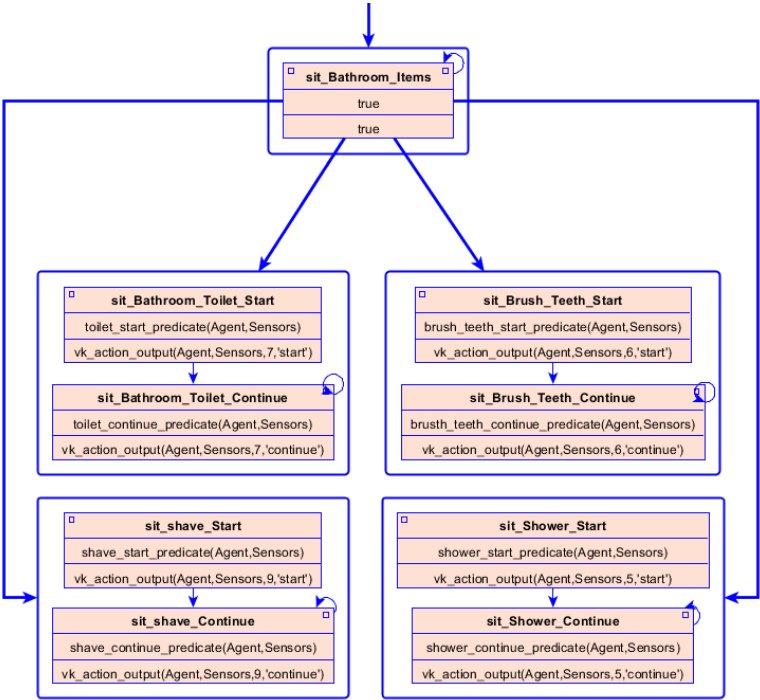 sit_Bathroom_Items
true
true
sit_Bathroom_Toilet_Start
toilet_start_predicate(Agent,Sensors)
vk_action_output(Agent,Sensors,7,'start')
sit_Bathroom_Toilet_Continue
toilet_continue_predicate(Agent,Sensors)
vk_action_output(Agent,Sensors,7,'continue')
sit_Brush_Teeth_Start
brush_teeth_start_predicate(Agent,Sensors)
vk_action_output(Agent,Sensors,6,'start')
sit_Brush_Teeth_Continue
brusth_teeth_continue_predicate(Agent,Sensors)
vk_action_output(Agent,Sensors,6,'continue')
sit_shave_Start
shave_start_predicate(Agent,Sensors)
vk_action_output(Agent,Sensors,9,'start')
sit_shave_Continue
shave_continue_predicate(Agent,Sensors)
vk_action_output(Agent,Sensors,9,'continue')
sit_Shower_Start
shower_start_predicate(Agent,Sensors)
vk_action_output(Agent,Sensors,5,'start')
sit_Shower_Continue
shower_continue_predicate(Agent,Sensors)
vk_action_output(Agent,Sensors,5,'continue')